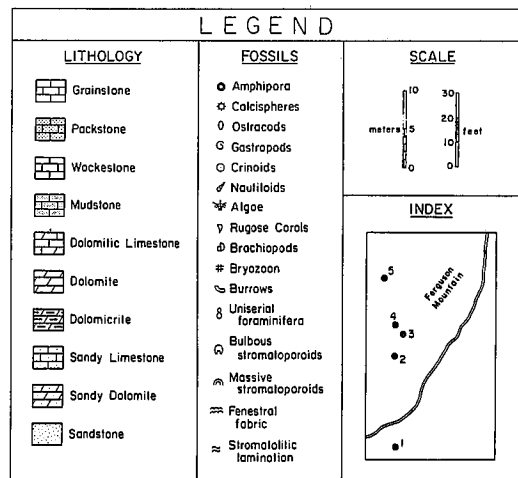 LEGEND
LITHOLOGY
Grainstone
Packstone
Wackestone
Mudstone
Dolomitic Limestone
Dolomite
Dolomicrite
Sandy Limestone
Sandy Dolomite
Sandstone
FOSSILS
Amphipora
Calcispheres
Ostracods
Gastropods
Crinoids
Nautiloids
Algae
Rugose Corals
Brachiopods
Bryozoan
Burrows
Uniserial
foraminifera
Bulbous
stromatoporoids
Massive
stromatoporoids
Fenestral
fabric
Stromatolitic
lamination
SCALE
10
meters 5
0
30
20
feet
10
0
INDEX
Ferguson
Mountain
5
4
3
2
1